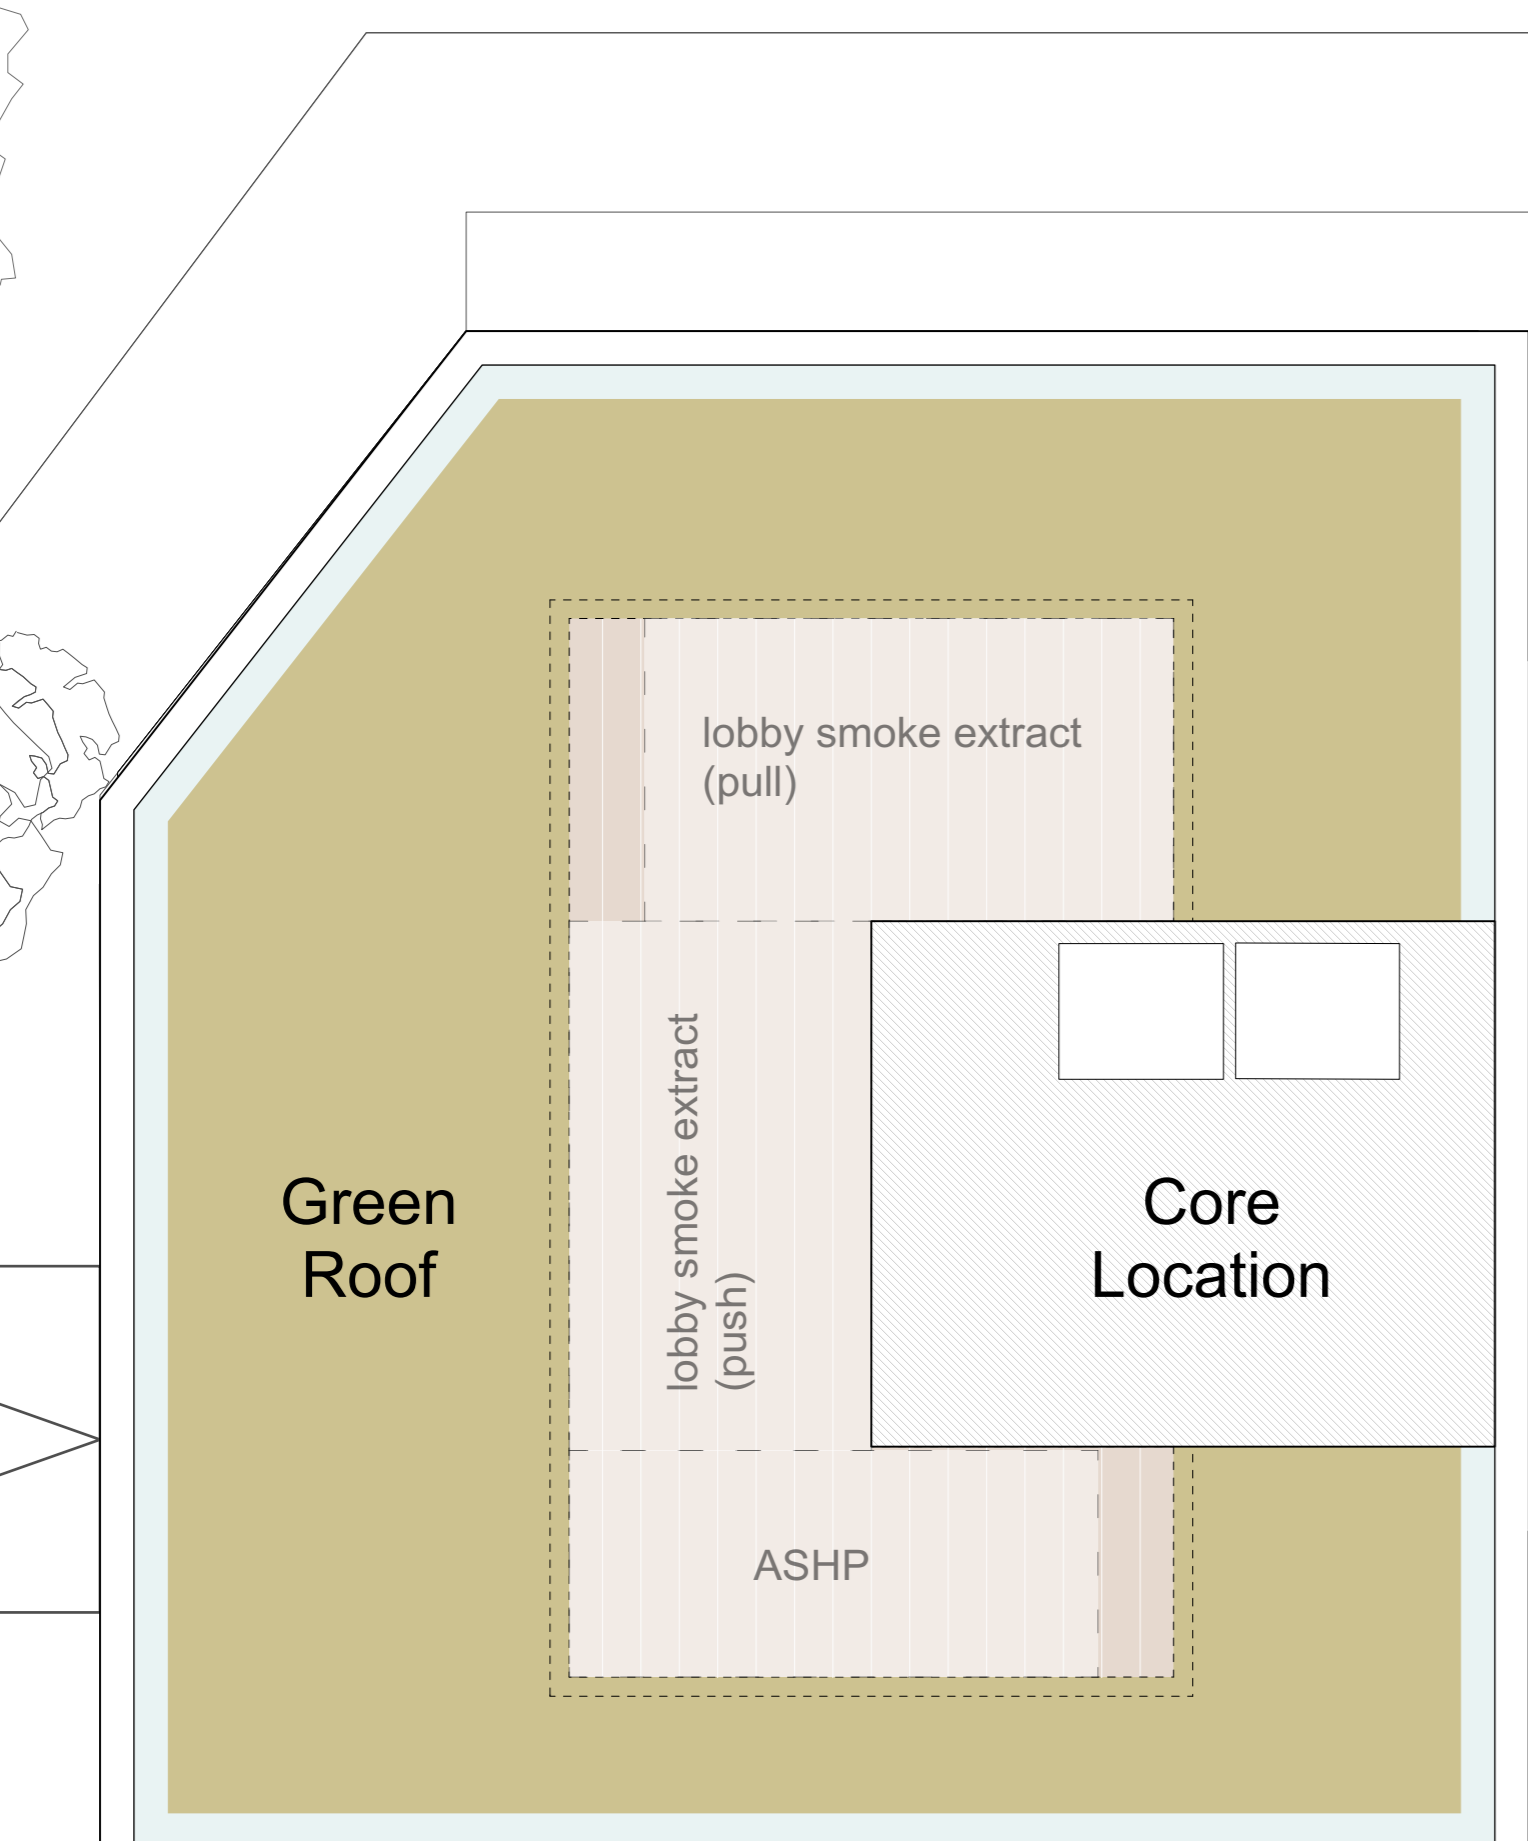 lobby smoke extract
(pull)
lobby smoke extract
(push)
Green
Roof
Core
Location
ASHP